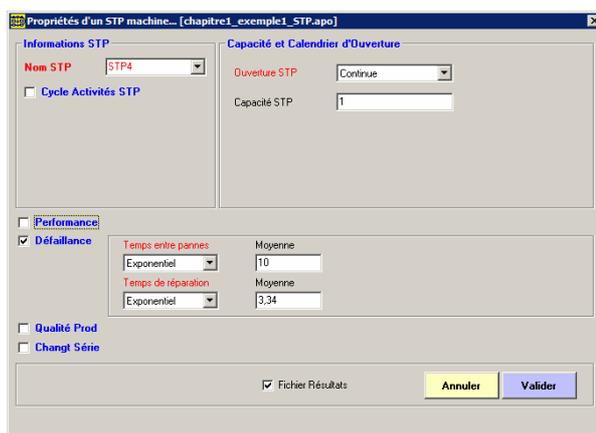 Propriétés d'un STP machine... [chapitre1_exemple1_STP.apo]
Informations STP
Nom STP STP4
Cycle Activités STP
Capacité et Calendrier d'Ouverture
Ouverture STP Continue
Capacité STP 1
Performance
Défaillance
Temps entre pannes Moyenne
Exponentiel 10
Temps de réparation Moyenne
Exponentiel 3,34
Qualité Prod
Changt Série
Fichier Résultats Annuler Valider